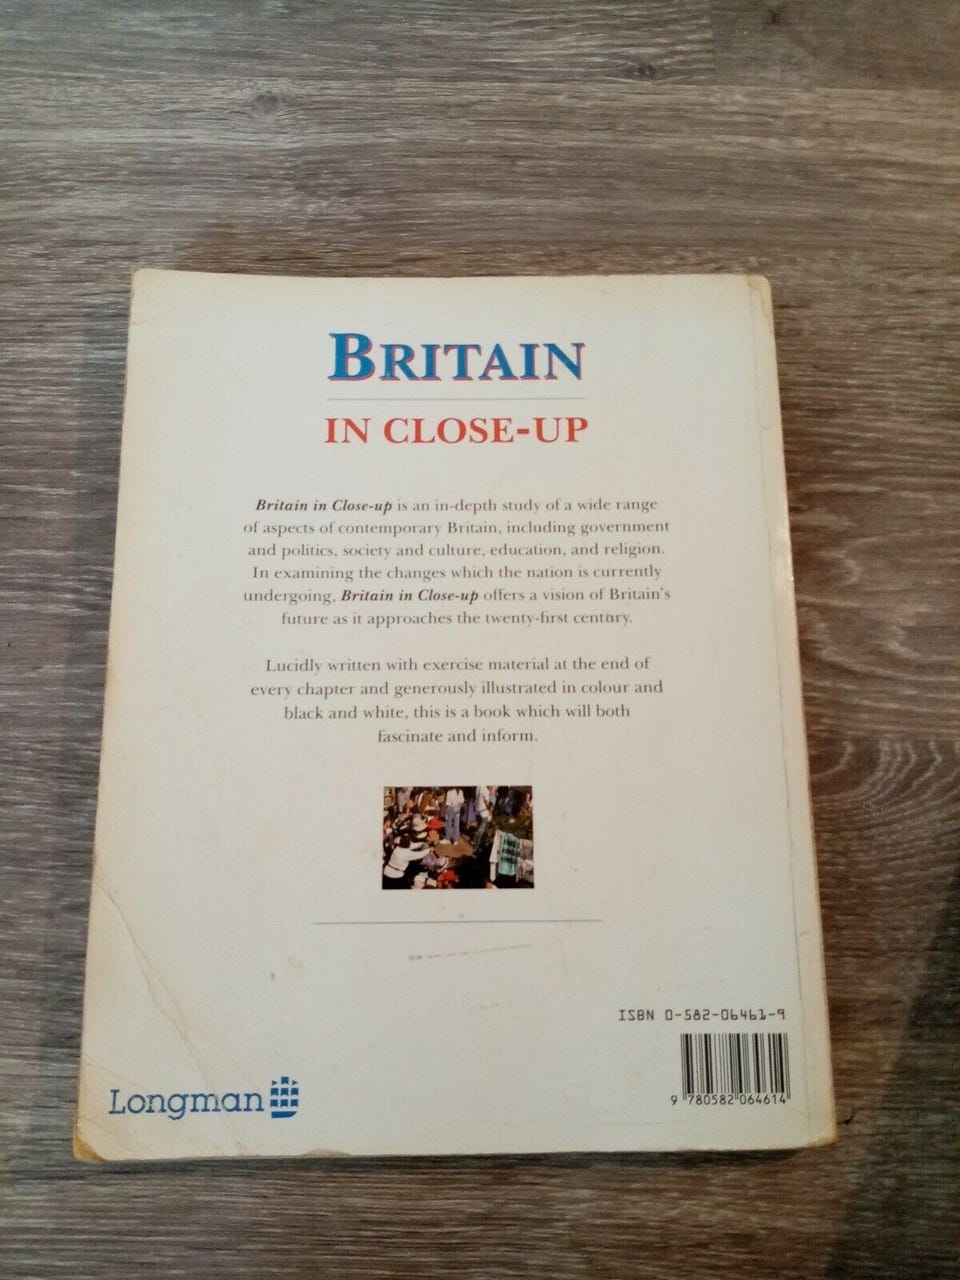 BRITAIN
IN CLOSE-UP
Britain in Close-up is an in-depth study of a wide range
of aspects of contemporary Britain, including government
and politics, society and culture, education, and religion.
In examining the changes which the nation is currently
undergoing, Britain in Close-up offers a vision of Britain's
future as it approaches the twenty-first century.
Lucidly written with exercise material at the end of
every chapter and generously illustrated in colour and
black and white, this is a book which will both
fascinate and inform.
ISBN 0-582-06461-9
9 780582 064614
Longman